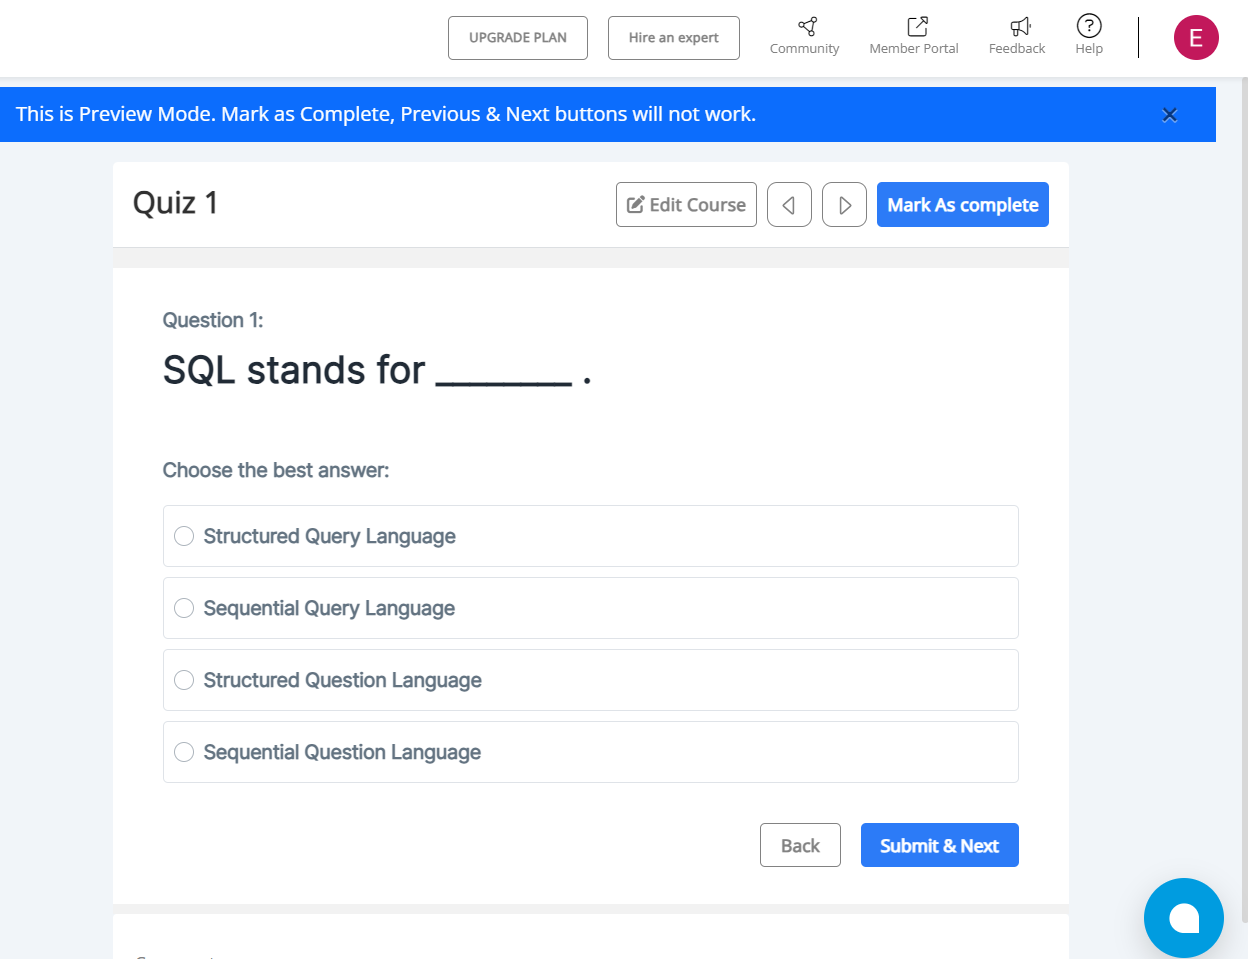 UPGRADE PLAN
Hire an expert
Community
Member Portal
Feedback
Help
E
This is Preview Mode. Mark as Complete, Previous & Next buttons will not work.
Quiz 1
Edit Course
Mark As complete
Question 1:
SQL stands for ________ .
Choose the best answer:
Structured Query Language
Sequential Query Language
Structured Question Language
Sequential Question Language
Back
Submit & Next